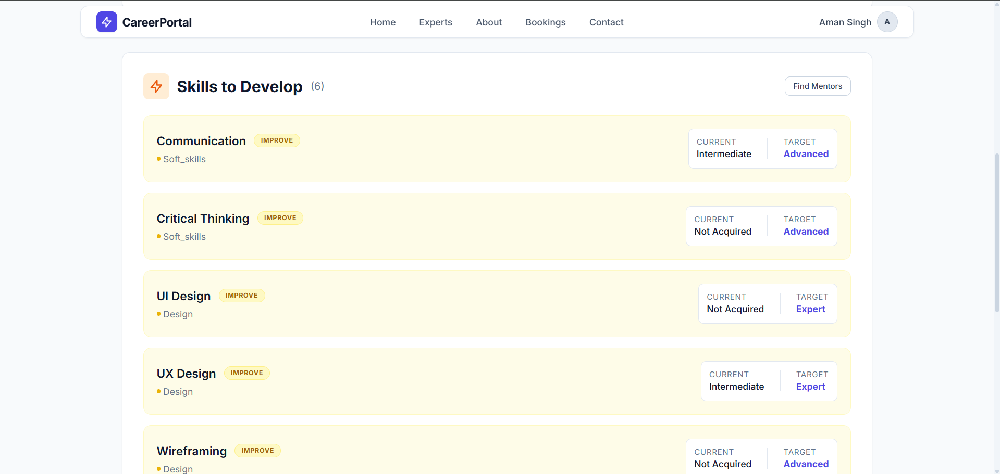 CareerPortal
Home Experts About Bookings Contact
Aman Singh A
Skills to Develop (6)
Find Mentors
Communication IMPROVE
Soft_skills
CURRENT TARGET
Intermediate Advanced
Critical Thinking IMPROVE
Soft_skills
CURRENT TARGET
Not Acquired Advanced
UI Design IMPROVE
Design
CURRENT TARGET
Not Acquired Expert
UX Design IMPROVE
Design
CURRENT TARGET
Intermediate Expert
Wireframing IMPROVE
Design
CURRENT TARGET
Not Acquired Advanced